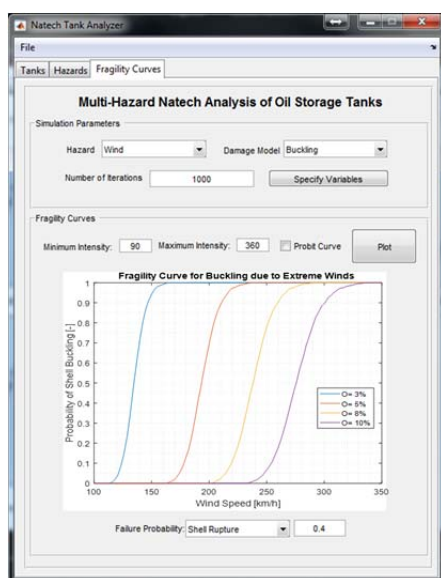 Natech Tank Analyzer
File
Tanks Hazards Fragility Curves
Multi-Hazard Natech Analysis of Oil Storage Tanks
Simulation Parameters
Hazard Wind Damage Model Buckling
Number of Iterations 1000 Specify Variables
Fragility Curves
Minimum Intensity: 90 Maximum Intensity: 360 Probit Curve Plot
Fragility Curve for Buckling due to Extreme Winds
1
0.9
0.8
0.7
0.6
0.5
0.4
0.3
0.2
0.1
0
Probability of Shell Buckling [-]
O= 3%
O= 6%
O= 8%
O= 10%
100 150 200 250 300 350
Wind Speed [km/h]
Failure Probability: Shell Rupture 0.4